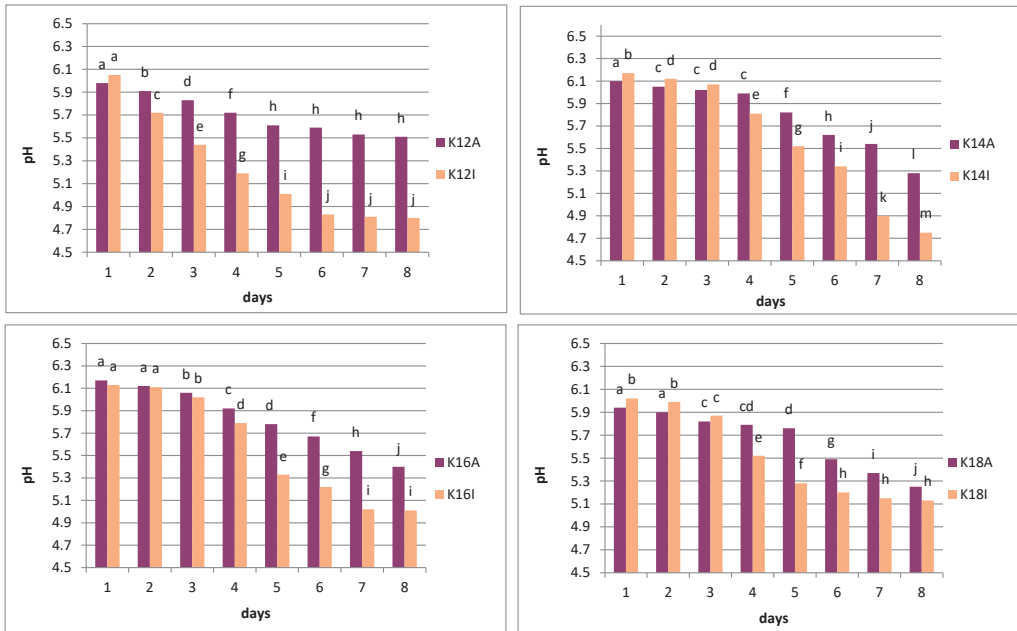 6.5
6.3
6.1
5.9
5.7
5.5
5.3
5.1
4.9
4.7
4.5
pH
a a
b
c
d
e
f
g
h
i
h
j
h
j
h
j
1 2 3 4 5 6 7 8
days
K12A
K12I
6.5
6.3
6.1
5.9
5.7
5.5
5.3
5.1
4.9
4.7
4.5
pH
a b
c d
c d
c
e
f
g
h
i
j
k
l
m
1 2 3 4 5 6 7 8
days
K14A
K14I
6.5
6.3
6.1
5.9
5.7
5.5
5.3
5.1
4.9
4.7
4.5
pH
a a
a a
b b
c
d
d
e
f
g
h
i
j
i
1 2 3 4 5 6 7 8
days
K16A
K16I
6.5
6.3
6.1
5.9
5.7
5.5
5.3
5.1
4.9
4.7
4.5
pH
a b
a b
c c
cd
e
d
f
g
h
i
h
j
h
1 2 3 4 5 6 7 8
days
K18A
K18I